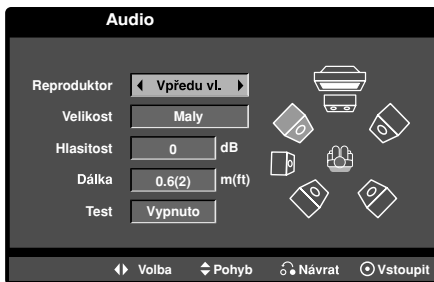 Audio
Reproduktor Vpředu vl.
Velikost Maly
Hlasitost 0 dB
Dálka 0.6(2) m(ft)
Test Vypnuto
Volba Pohyb Návrat Vstoupit